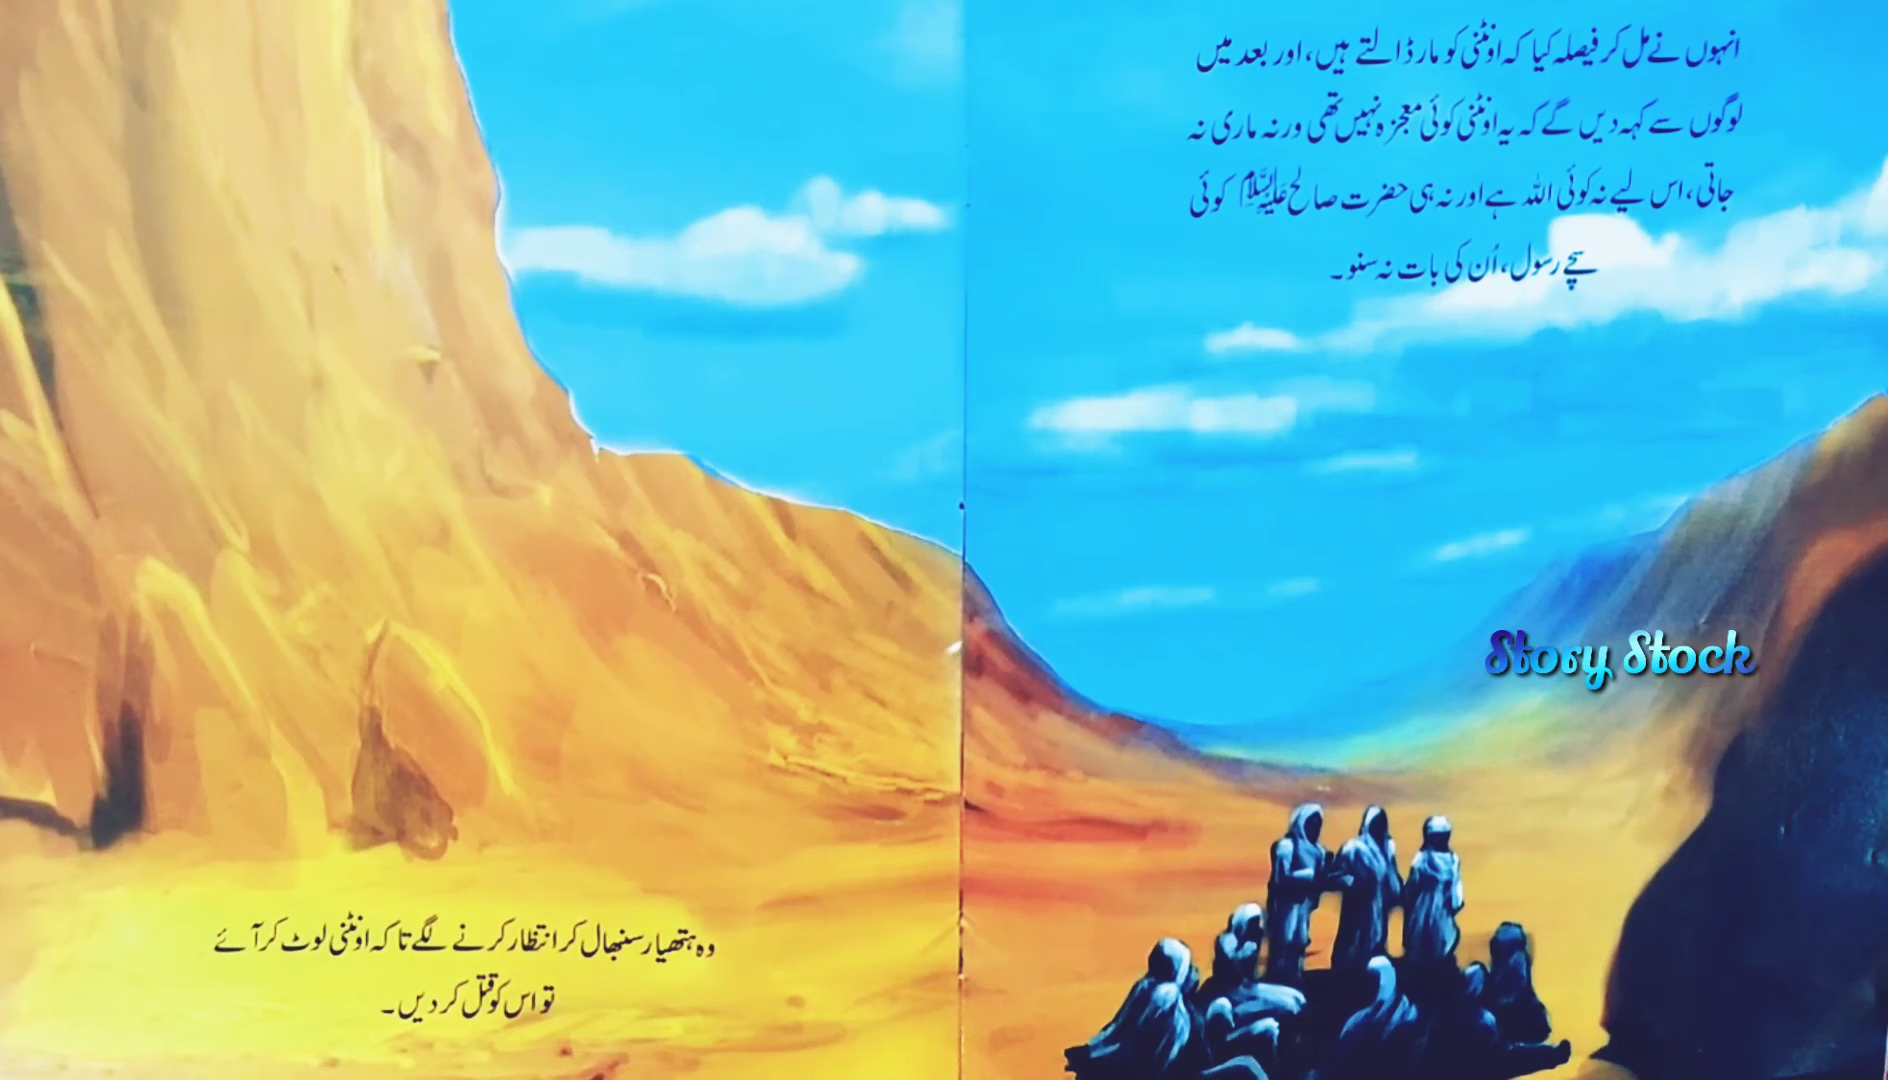 انہوں نے مل کر فیصلہ کیا کہ اونٹنی کو مار ڈالتے ہیں، اور بعد میں
لوگوں سے کہہ دیں گے کہ یہ اونٹنی کوئی معجزہ نہیں تھی ورنہ ماری نہ
جاتی، اس لیے نہ کوئی اللہ ہے اور نہ ہی حضرت صالح علیہ السلام کوئی
سچے رسول، اُن کی بات نہ سنو۔
Story Stock
وہ ہتھیار سنبھال کر انتظار کرنے لگے تا کہ اونٹنی لوٹ کر آئے
تو اس کو قتل کر دیں۔